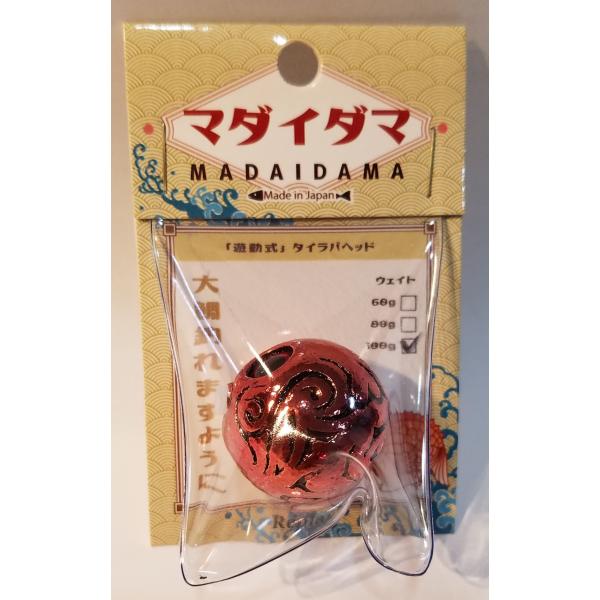 マダイダマ
MADAIDAMA
Made in Japan
「遊動式」タイラバヘッド
ウェイト
60g
80g
100g
大鯛釣れますように